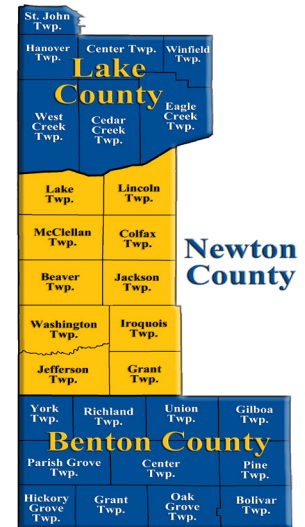 St. John
Twp.
Hanover
Twp.
Center Twp.
Winfield
Twp.
Lake
County
West
Creek
Twp.
Cedar
Creek
Twp.
Eagle
Creek
Twp.
Lake
Twp.
Lincoln
Twp.
McClellan
Twp.
Colfax
Twp.
Newton
County
Beaver
Twp.
Jackson
Twp.
Washington
Twp.
Iroquois
Twp.
Jefferson
Twp.
Grant
Twp.
York
Twp.
Richland
Twp.
Union
Twp.
Gilboa
Twp.
Benton County
Parish Grove
Twp.
Center
Twp.
Pine
Twp.
Hickory
Grove
Twp.
Grant
Twp.
Oak
Grove
Twp.
Bolivar
Twp.